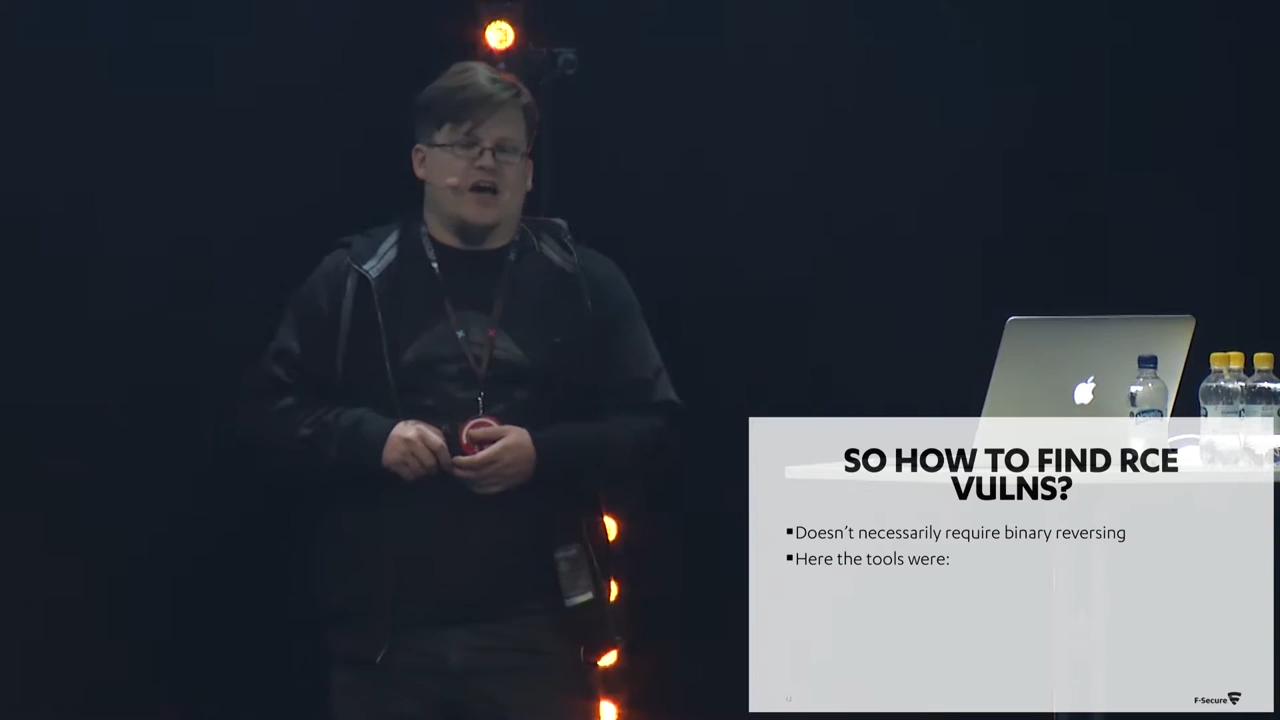 SO HOW TO FIND RCE
VULNS?
▪Doesn't necessarily require binary reversing
▪Here the tools were:
F-Secure